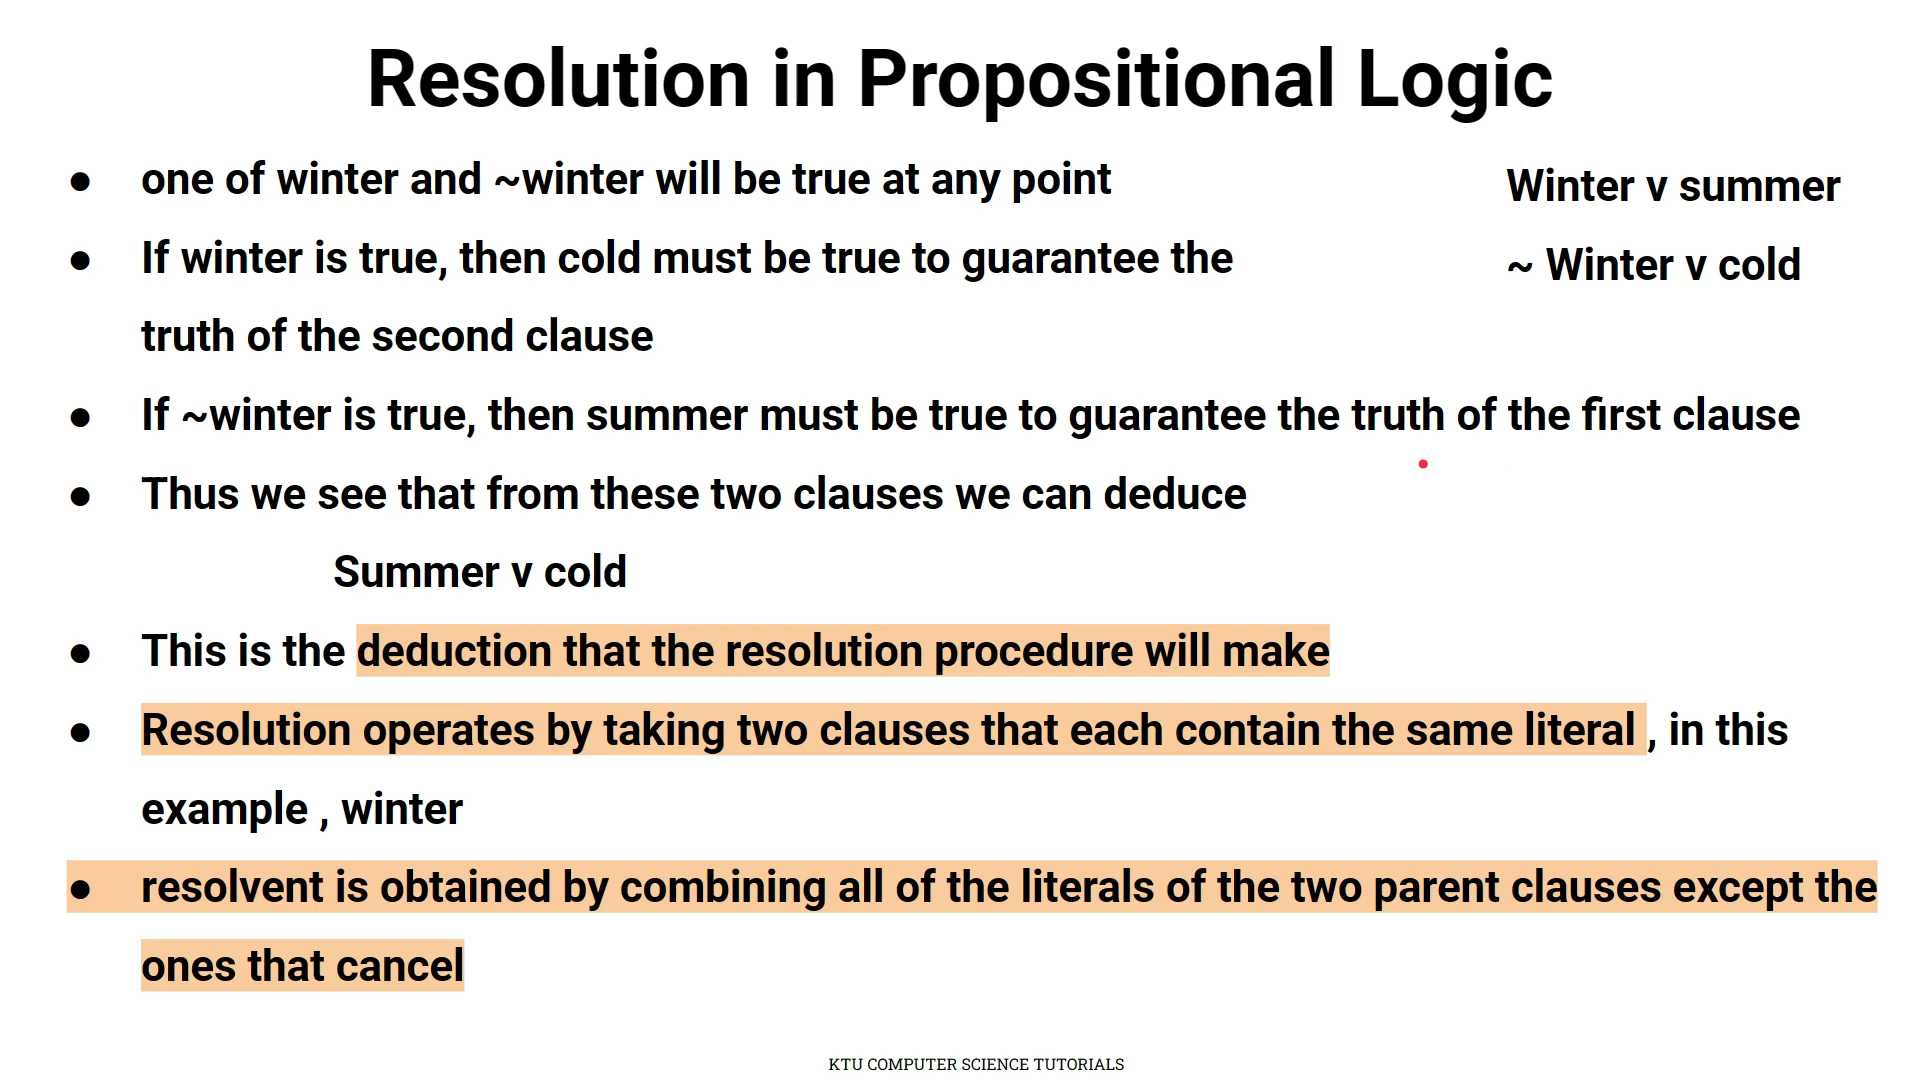 Resolution in Propositional Logic
● one of winter and ~winter will be true at any point
Winter v summer
● If winter is true, then cold must be true to guarantee the
~ Winter v cold
truth of the second clause
● If ~winter is true, then summer must be true to guarantee the truth of the first clause
● Thus we see that from these two clauses we can deduce
Summer v cold
● This is the deduction that the resolution procedure will make
● Resolution operates by taking two clauses that each contain the same literal , in this
example , winter
● resolvent is obtained by combining all of the literals of the two parent clauses except the
ones that cancel
KTU COMPUTER SCIENCE TUTORIALS